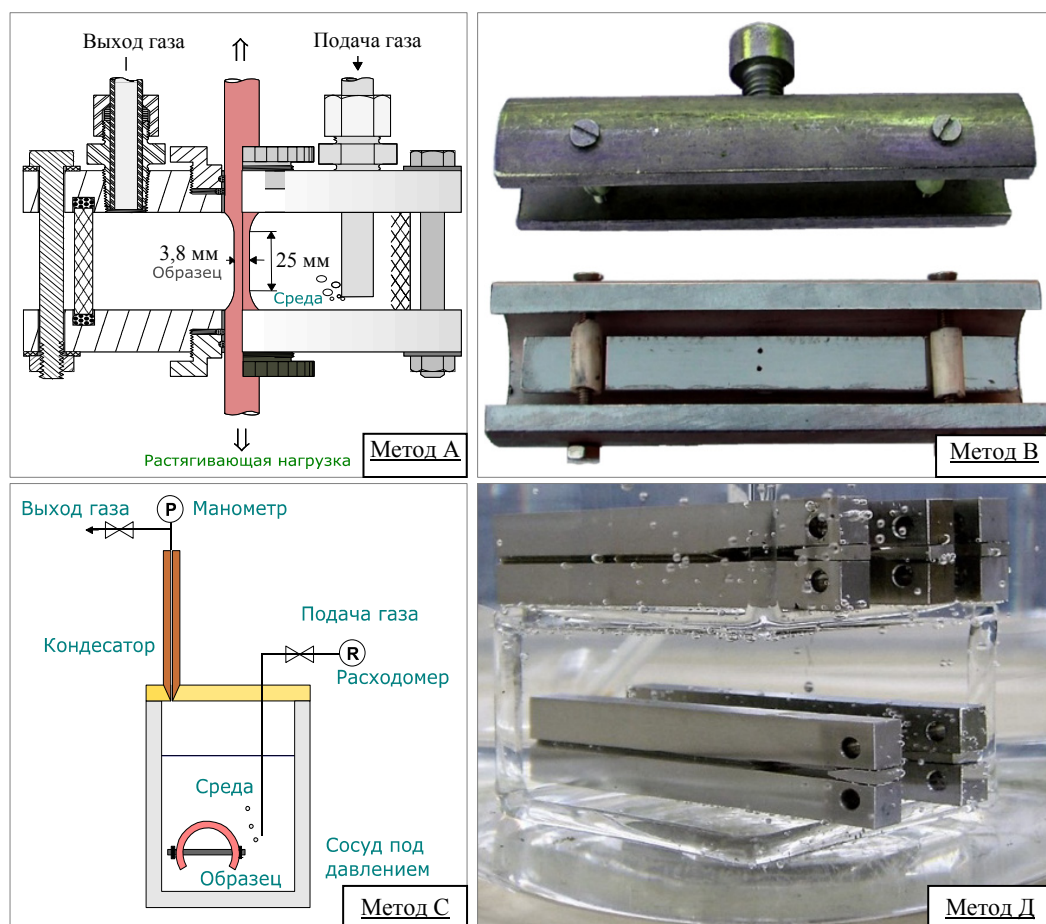 Выход газа
Подача газа
3,8 мм
Образец
25 мм
Среда
Растягивающая нагрузка
Метод А
Метод В
Выход газа
P
Манометр
Подача газа
Кондесатор
R
Расходомер
Среда
Сосуд под
давлением
Образец
Метод С
Метод Д